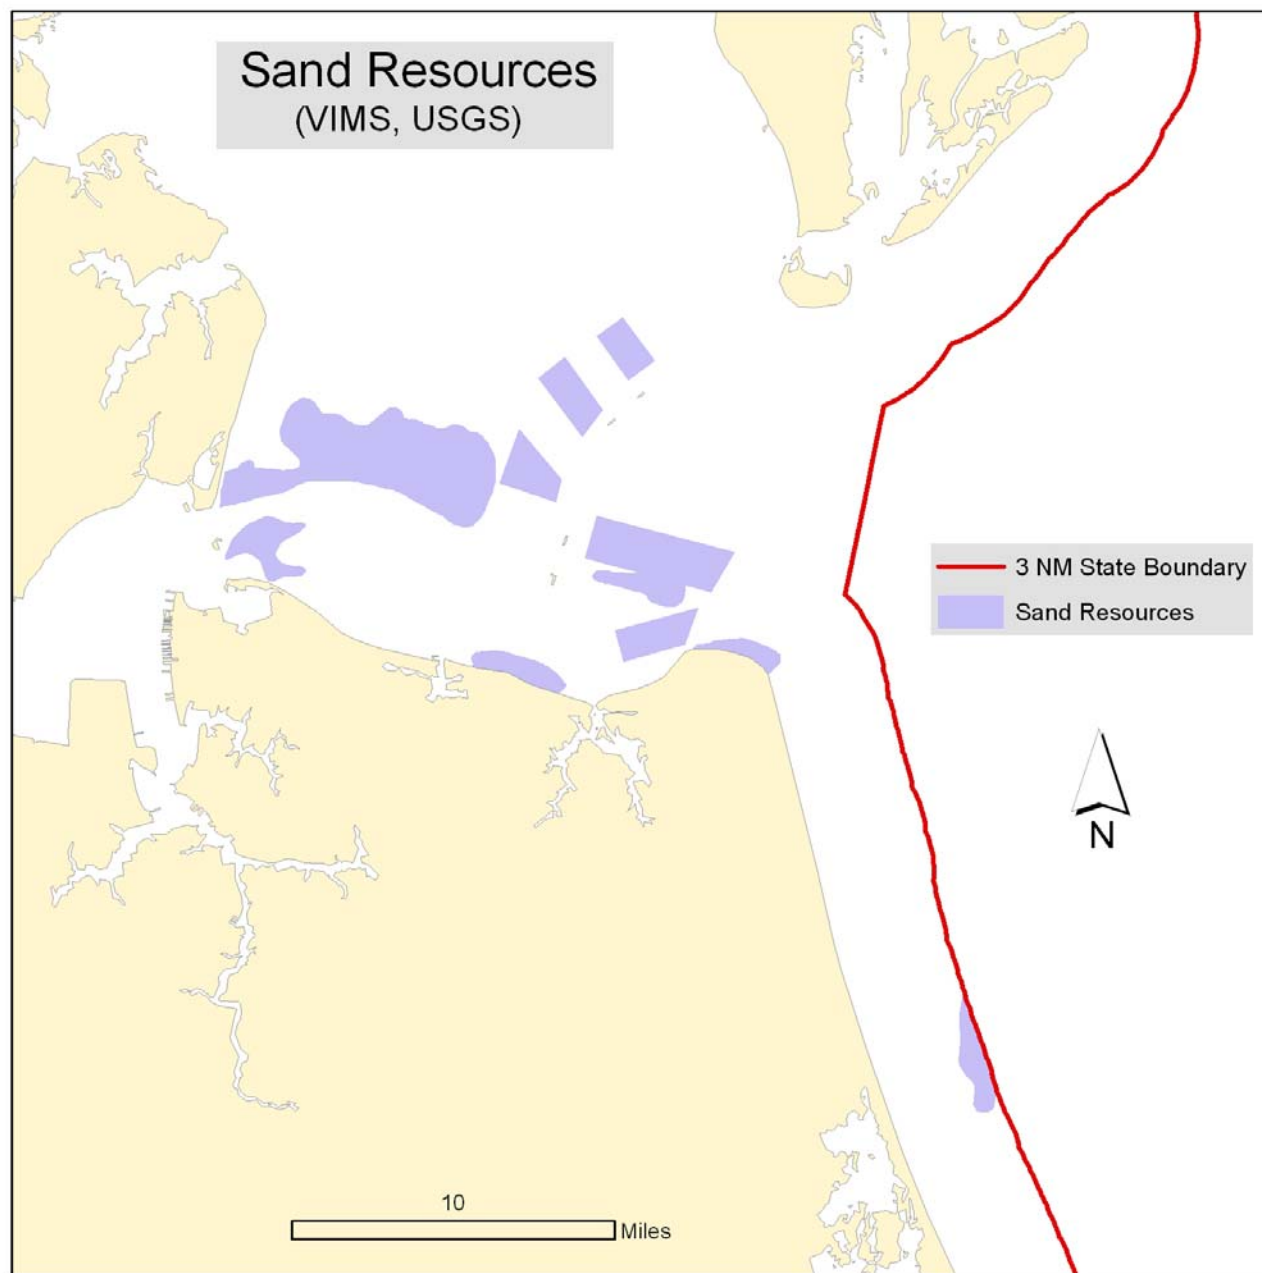 Sand Resources
(VIMS, USGS)
3 NM State Boundary
Sand Resources
N
10
Miles